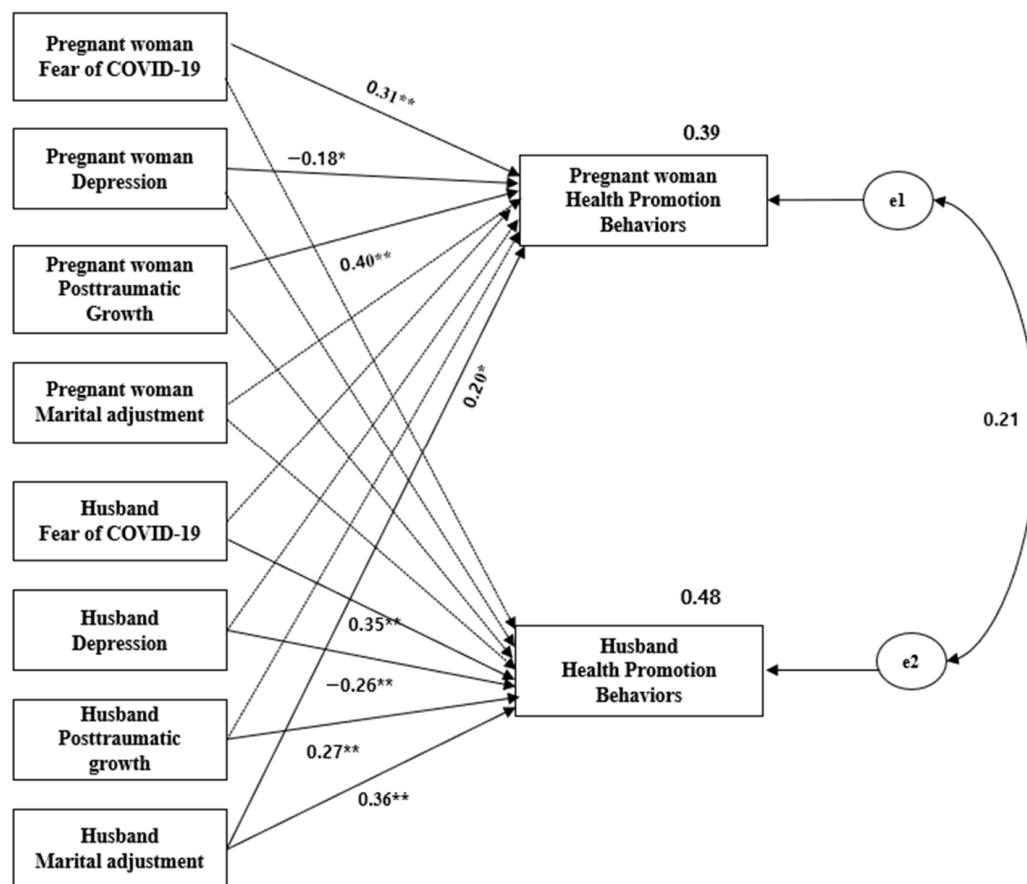 Pregnant woman
Fear of COVID-19
Pregnant woman
Depression
Pregnant woman
Posttraumatic
Growth
Pregnant woman
Marital adjustment
Husband
Fear of COVID-19
Husband
Depression
Husband
Posttraumatic
growth
Husband
Marital adjustment
0.31**
−0.18*
0.40**
0.20*
0.35**
−0.26**
0.27**
0.36**
0.39
Pregnant woman
Health Promotion
Behaviors
e1
0.21
0.48
Husband
Health Promotion
Behaviors
e2